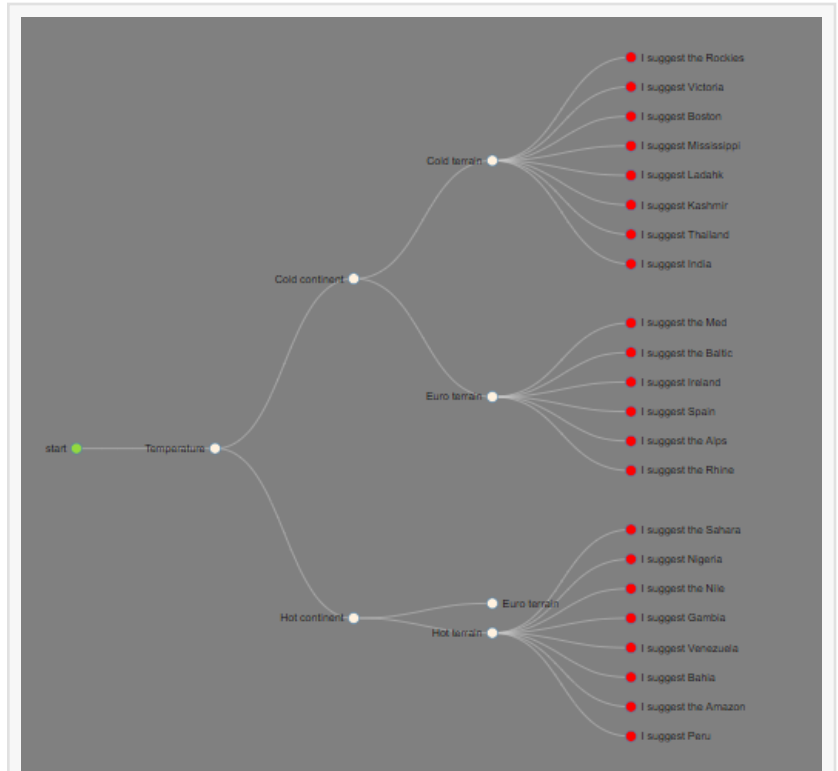 I suggest the Rockies
I suggest Victoria
I suggest Boston
I suggest Mississippi
Cold terrain
I suggest Ladahk
I suggest Kashmir
I suggest Thailand
I suggest India
Cold continent
I suggest the Med
I suggest the Baltic
I suggest Ireland
Euro terrain
I suggest Spain
I suggest the Alps
start
Temperature
I suggest the Rhine
I suggest the Sahara
I suggest Nigeria
I suggest the Nile
Euro terrain
Hot continent
I suggest Gambia
Hot terrain
I suggest Venezuela
I suggest Bahia
I suggest the Amazon
I suggest Peru